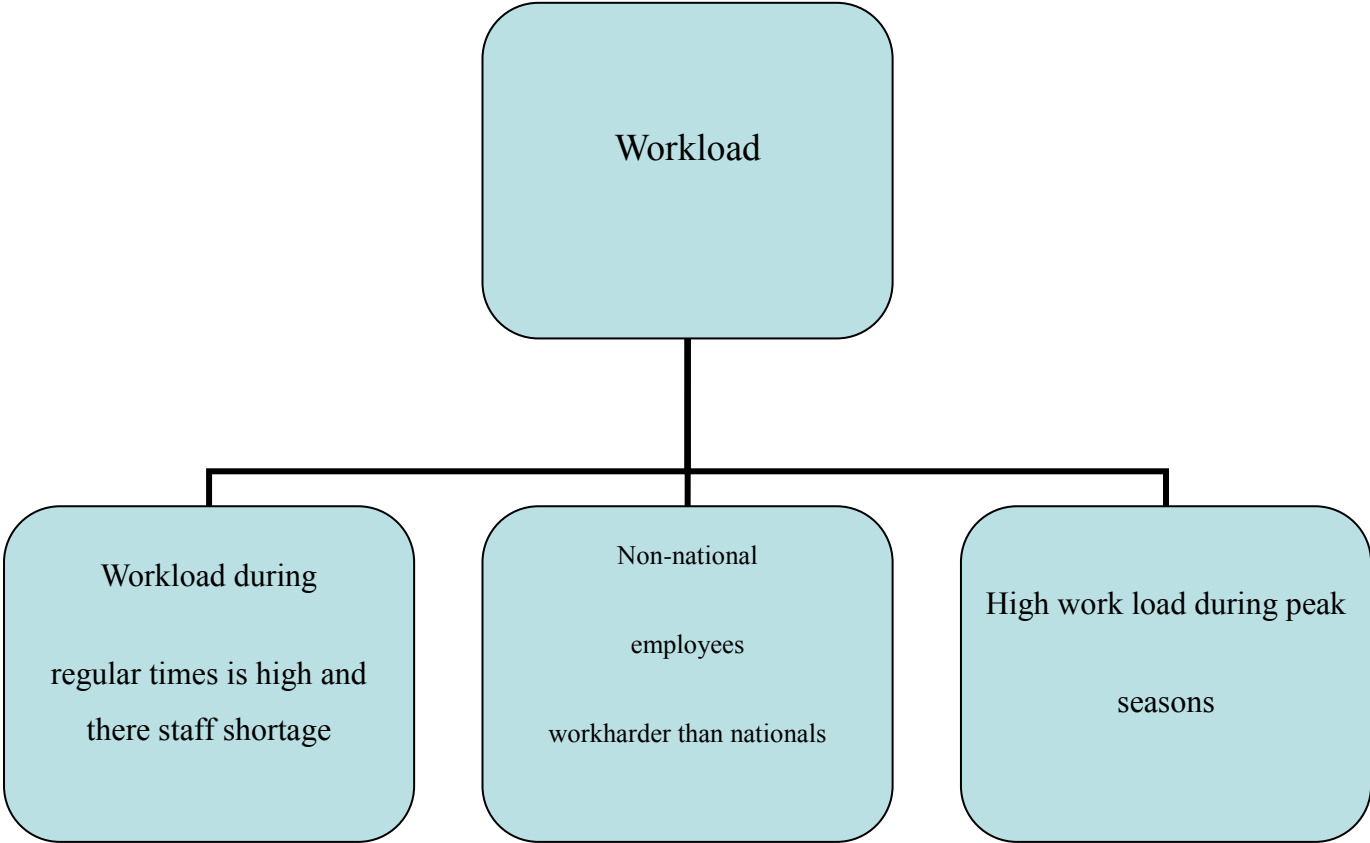 Workload
Workload during
regular times is high and
there staff shortage
Non-national
employees
workharder than nationals
High work load during peak
seasons